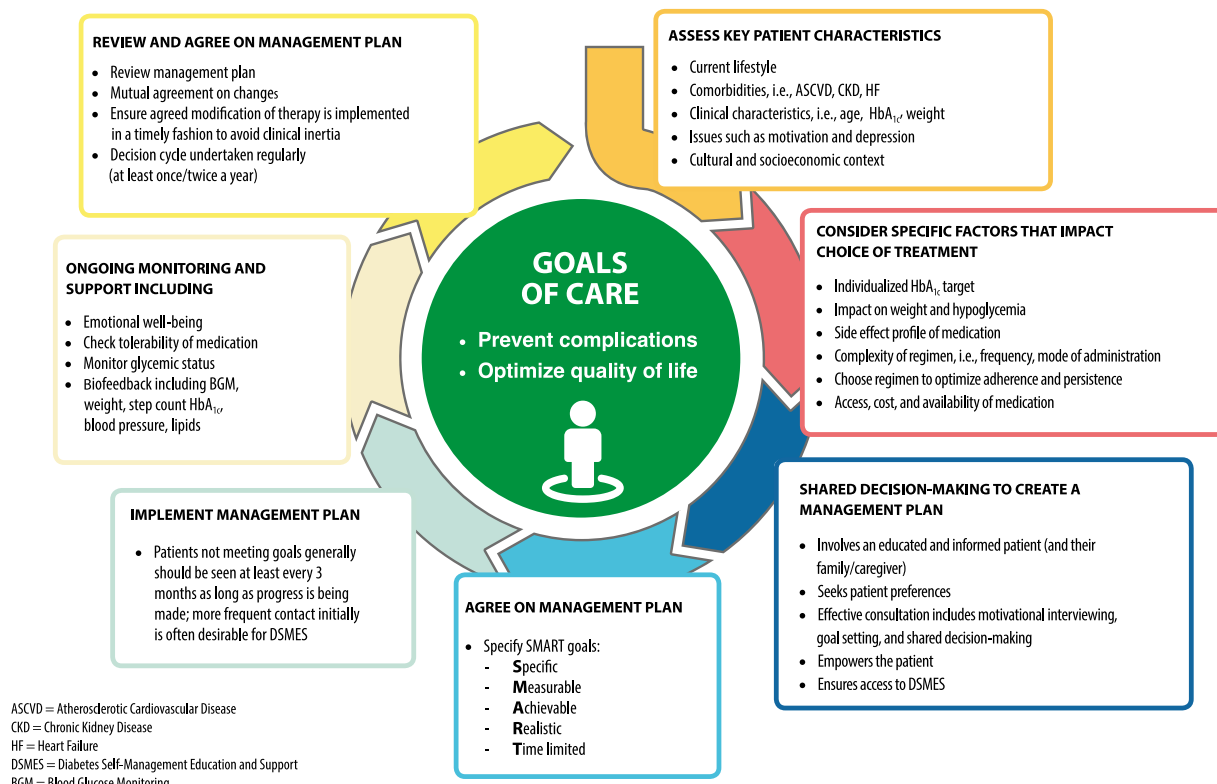 REVIEW AND AGREE ON MANAGEMENT PLAN
• Review management plan
• Mutual agreement on changes
• Ensure agreed modification of therapy is implemented
in a timely fashion to avoid clinical inertia
• Decision cycle undertaken regularly
(at least once/twice a year)
ASSESS KEY PATIENT CHARACTERISTICS
• Current lifestyle
• Comorbidities, i.e., ASCVD, CKD, HF
• Clinical characteristics, i.e., age, HbA1c, weight
• Issues such as motivation and depression
• Cultural and socioeconomic context
CONSIDER SPECIFIC FACTORS THAT IMPACT
CHOICE OF TREATMENT
• Individualized HbA1c target
• Impact on weight and hypoglycemia
• Side effect profile of medication
• Complexity of regimen, i.e., frequency, mode of administration
• Choose regimen to optimize adherence and persistence
• Access, cost, and availability of medication
GOALS
OF CARE
• Prevent complications
• Optimize quality of life
ONGOING MONITORING AND
SUPPORT INCLUDING
• Emotional well-being
• Check tolerability of medication
• Monitor glycemic status
• Biofeedback including BGM,
weight, step count HbA1c,
blood pressure, lipids
SHARED DECISION-MAKING TO CREATE A
MANAGEMENT PLAN
• Involves an educated and informed patient (and their
family/caregiver)
• Seeks patient preferences
• Effective consultation includes motivational interviewing,
goal setting, and shared decision-making
• Empowers the patient
• Ensures access to DSMES
IMPLEMENT MANAGEMENT PLAN
• Patients not meeting goals generally
should be seen at least every 3
months as long as progress is being
made; more frequent contact initially
is often desirable for DSMES
AGREE ON MANAGEMENT PLAN
• Specify SMART goals:
- Specific
- Measurable
- Achievable
- Realistic
- Time limited
ASCVD = Atherosclerotic Cardiovascular Disease
CKD = Chronic Kidney Disease
HF = Heart Failure
DSMES = Diabetes Self-Management Education and Support
BGM = Blood Glucose Monitoring